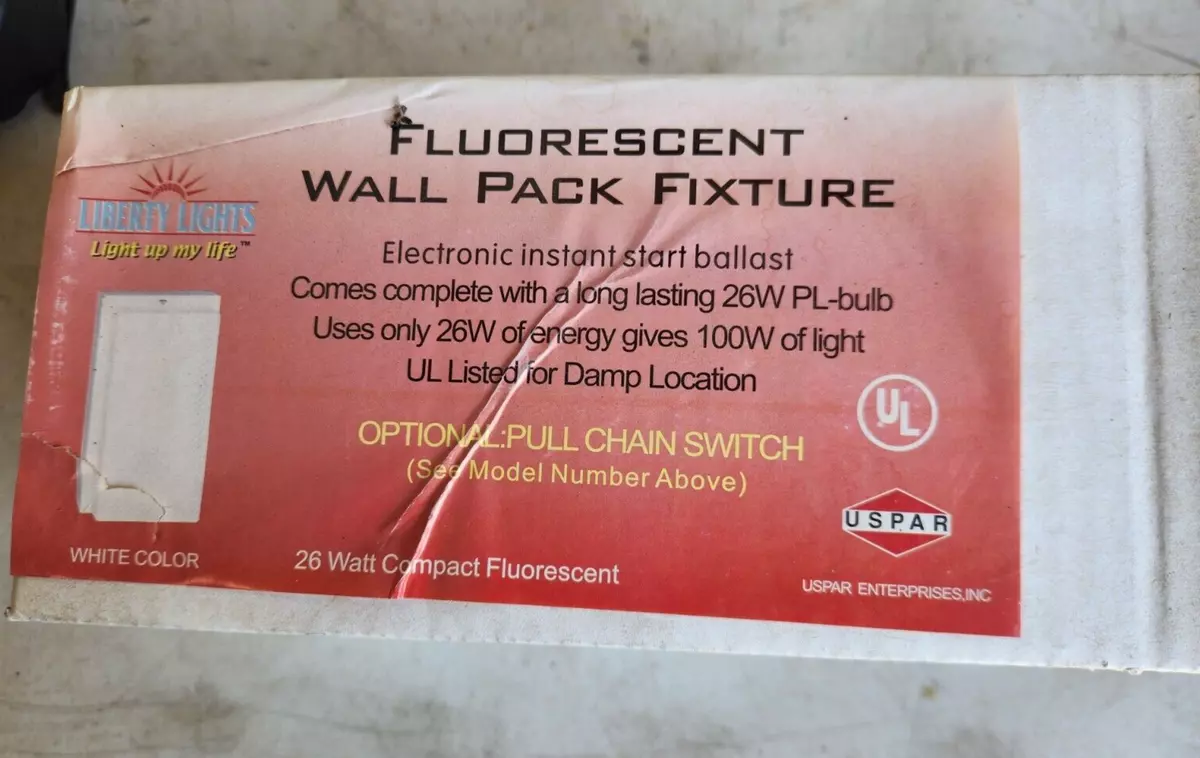 FLUORESCENT
WALL PACK FIXTURE
LIBERTY LIGHTS
Light up my life™
Electronic instant start ballast
Comes complete with a long lasting 26W PL-bulb
Uses only 26W of energy gives 100W of light
UL Listed for Damp Location
UL
OPTIONAL:PULL CHAIN SWITCH
(See Model Number Above)
USPAR
WHITE COLOR
26 Watt Compact Fluorescent
USPAR ENTERPRISES,INC